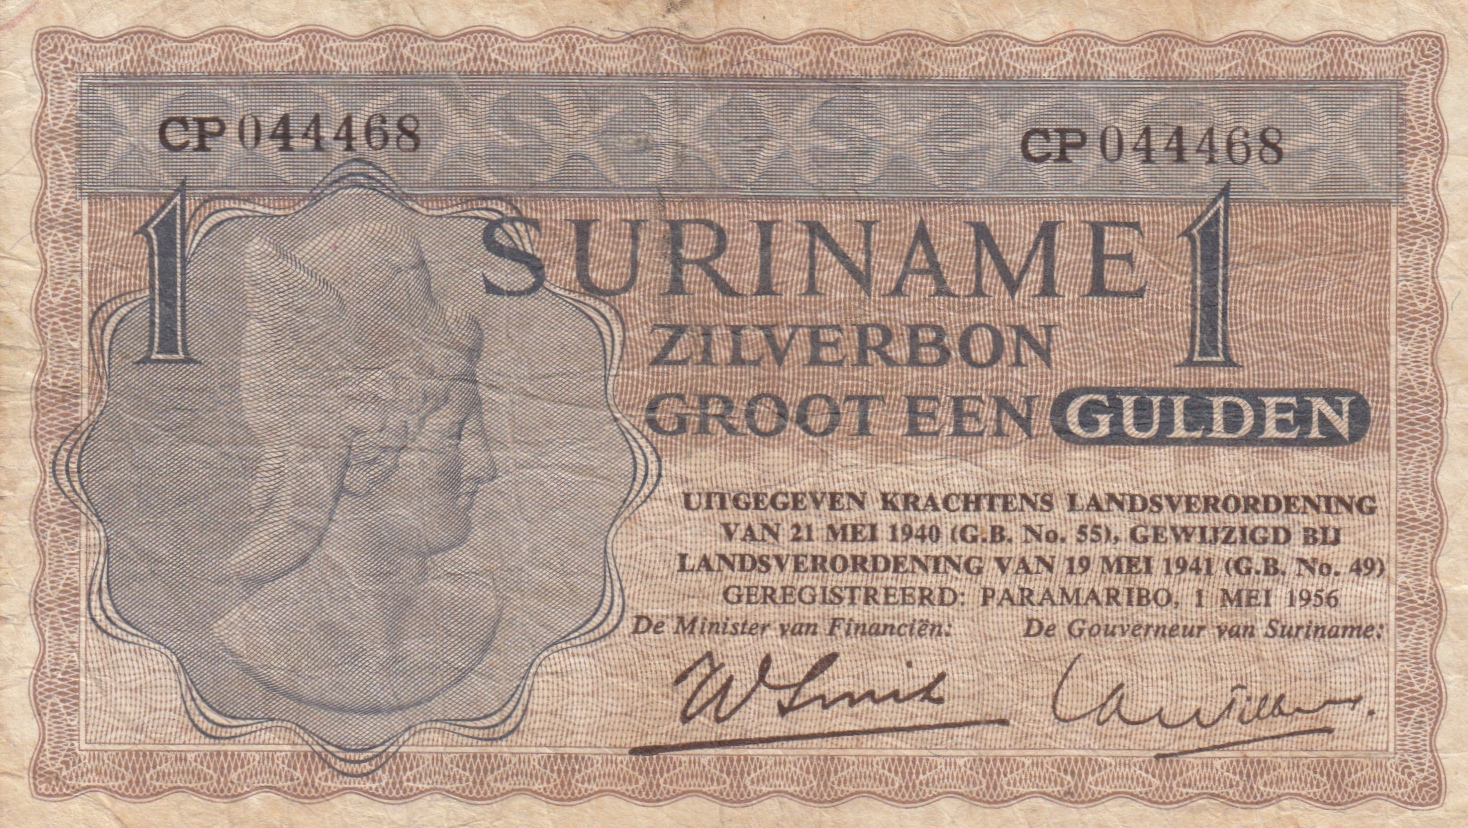 CP 044468
CP 044468
1 SURINAME 1
ZILVERBON
GROOT EEN GULDEN
UITGEGEVEN KRACHTENS LANDSVERORDENING
VAN 21 MEI 1940 (G.B. No. 55), GEWIJZIGD BIJ
LANDSVERORDENING VAN 19 MEI 1941 (G.B. No. 49)
GEREGISTREERD: PARAMARIBO, 1 MEI 1956
De Minister van Financiën:
De Gouverneur van Suriname: